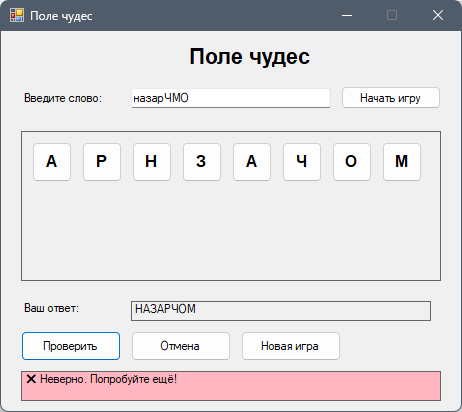 Поле чудес
Поле чудес
Введите слово: назарЧМО Начать игру
А Р Н З А Ч О М
Ваш ответ: НАЗАРЧОМ
Проверить Отмена Новая игра
❌ Неверно. Попробуйте ещё!